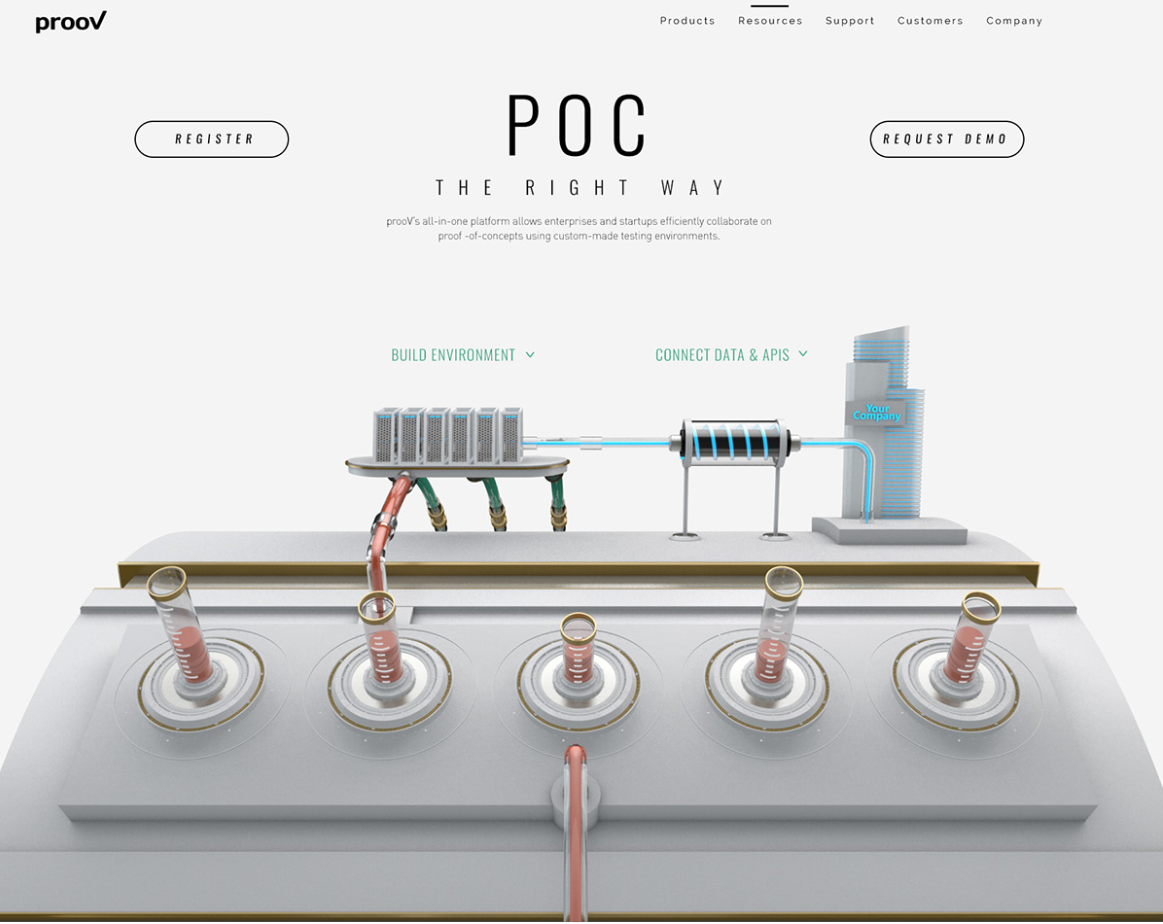 prooV
Products Resources Support Customers Company
REGISTER
POC
REQUEST DEMO
THE RIGHT WAY
prooV's all-in-one platform allows enterprises and startups efficiently collaborate on
proof -of-concepts using custom-made testing environments.
BUILD ENVIRONMENT
CONNECT DATA & APIS
Your
Company